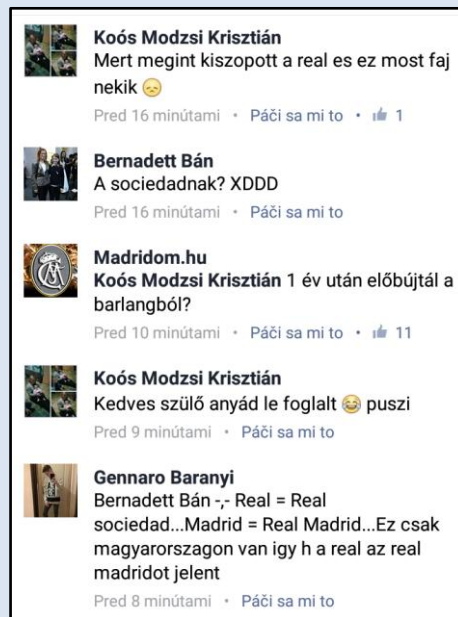 Koós Modzsi Krisztián
Mert megint kiszopott a real es ez most faj
nekik 😞
Pred 16 minútami • Páči sa mi to • 1
Bernadett Bán
A sociedadnak? XDDD
Pred 16 minútami • Páči sa mi to
Madridom.hu
Koós Modzsi Krisztián 1 év után előbújtál a
barlangból?
Pred 10 minútami • Páči sa mi to • 11
Koós Modzsi Krisztián
Kedves szülő anyád le foglalt 😂 puszi
Pred 9 minútami • Páči sa mi to
Gennaro Baranyi
Bernadett Bán -,- Real = Real
sociedad...Madrid = Real Madrid...Ez csak
magyarorszagon van igy h a real az real
madridot jelent
Pred 8 minútami • Páči sa mi to